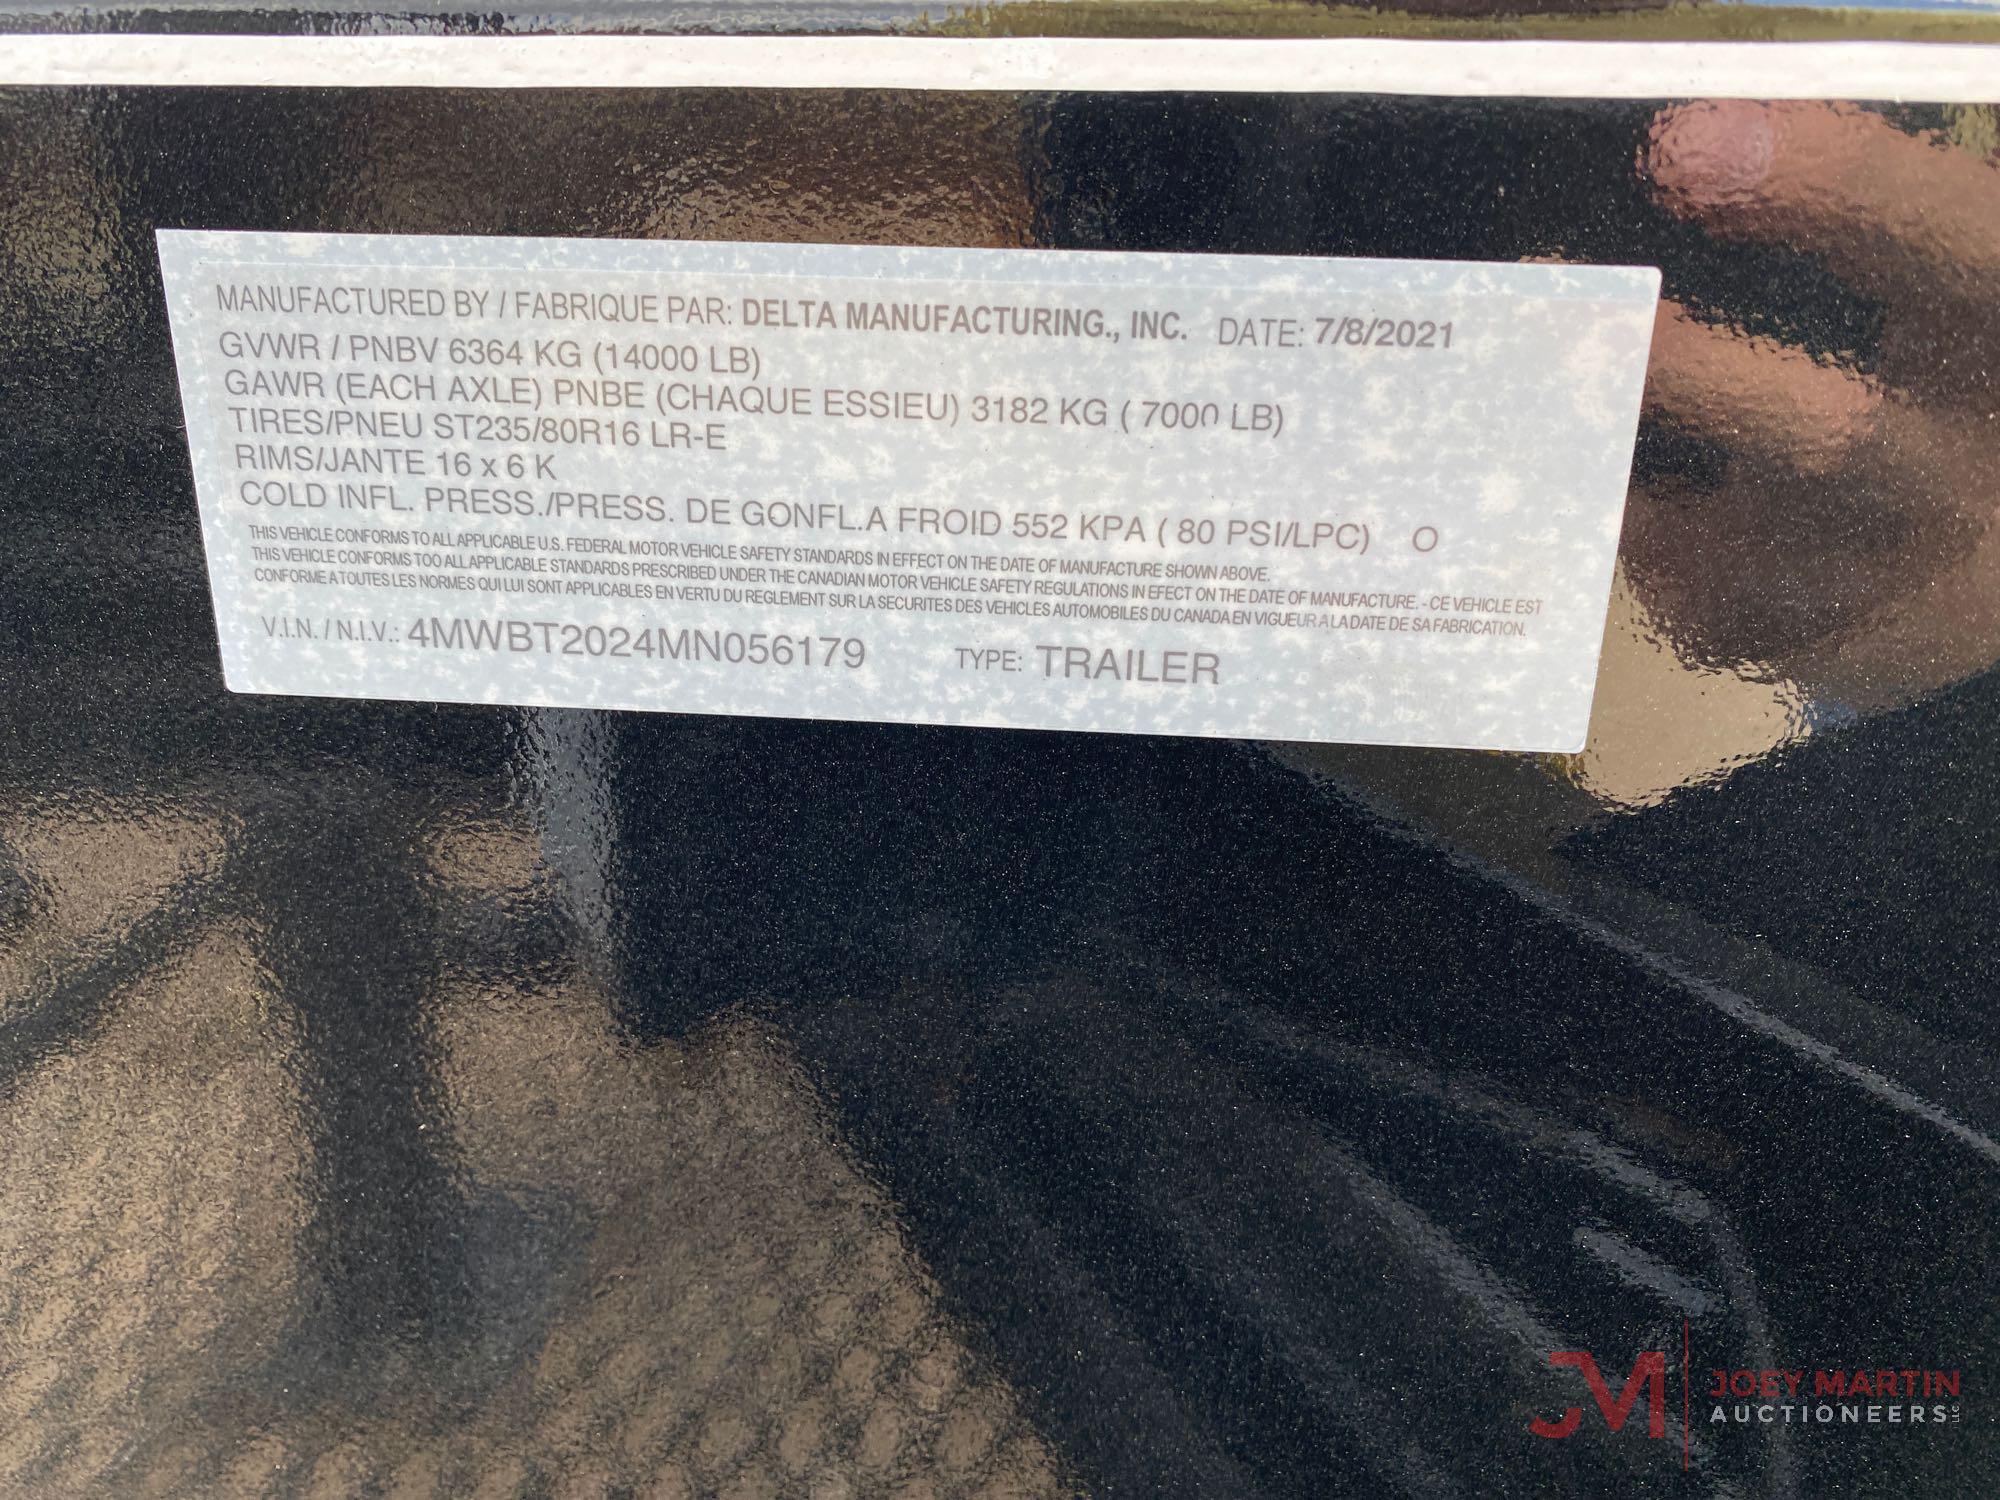 MANUFACTURED BY / FABRIQUE PAR: DELTA MANUFACTURING., INC. DATE: 7/8/2021
GVWR / PNBV 6364 KG (14000 LB)
GAWR (EACH AXLE) PNBE (CHAQUE ESSIEU) 3182 KG ( 7000 LB)
TIRES/PNEU ST235/80R16 LR-E
RIMS/JANTE 16 x 6 K
COLD INFL. PRESS./PRESS. DE GONFL.A FROID 552 KPA ( 80 PSI/LPC) O
THIS VEHICLE CONFORMS TO ALL APPLICABLE U.S. FEDERAL MOTOR VEHICLE SAFETY STANDARDS IN EFFECT ON THE DATE OF MANUFACTURE SHOWN ABOVE.
THIS VEHICLE CONFORMS TOO ALL APPLICABLE STANDARDS PRESCRIBED UNDER THE CANADIAN MOTOR VEHICLE SAFETY REGULATIONS IN EFECT ON THE DATE OF MANUFACTURE. - CE VEHICLE EST
CONFORME A TOUTES LES NORMES QUI LUI SONT APPLICABLES EN VERTU DU REGLEMENT SUR LA SECURITES DES VEHICLES AUTOMOBILES DU CANADA EN VIGUEUR A LA DATE DE SA FABRICATION.
V.I.N. / N.I.V.: 4MWBT2024MN056179 TYPE: TRAILER
JM JOEY MARTIN
AUCTIONEERS LLC